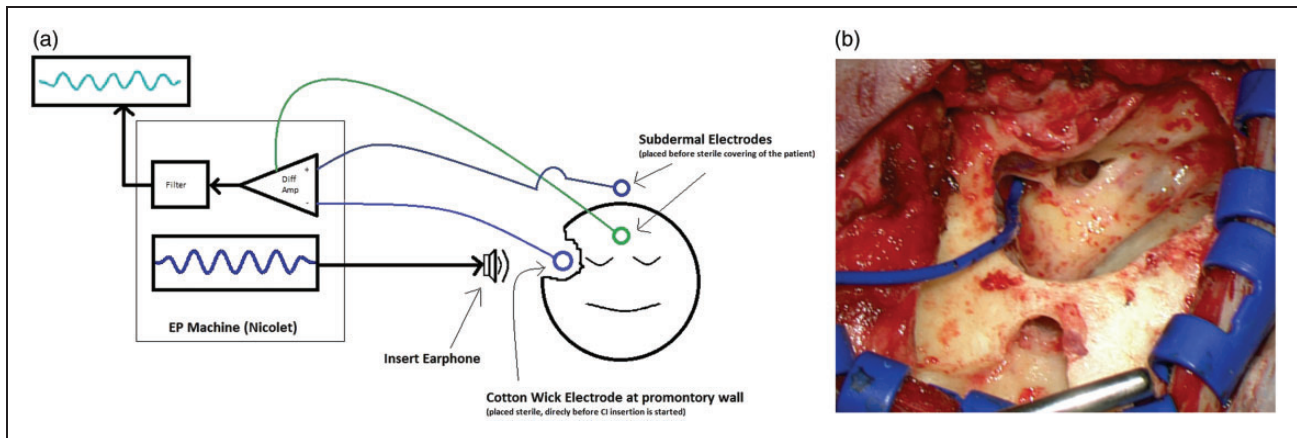 (a)
(b)
Subdermal Electrodes
(placed before sterile covering of the patient)
Filter
Diff
Amp
+
-
EP Machine (Nicolet)
Insert Earphone
Cotton Wick Electrode at promontory wall
(placed sterile, direcly before CI insertion is started)